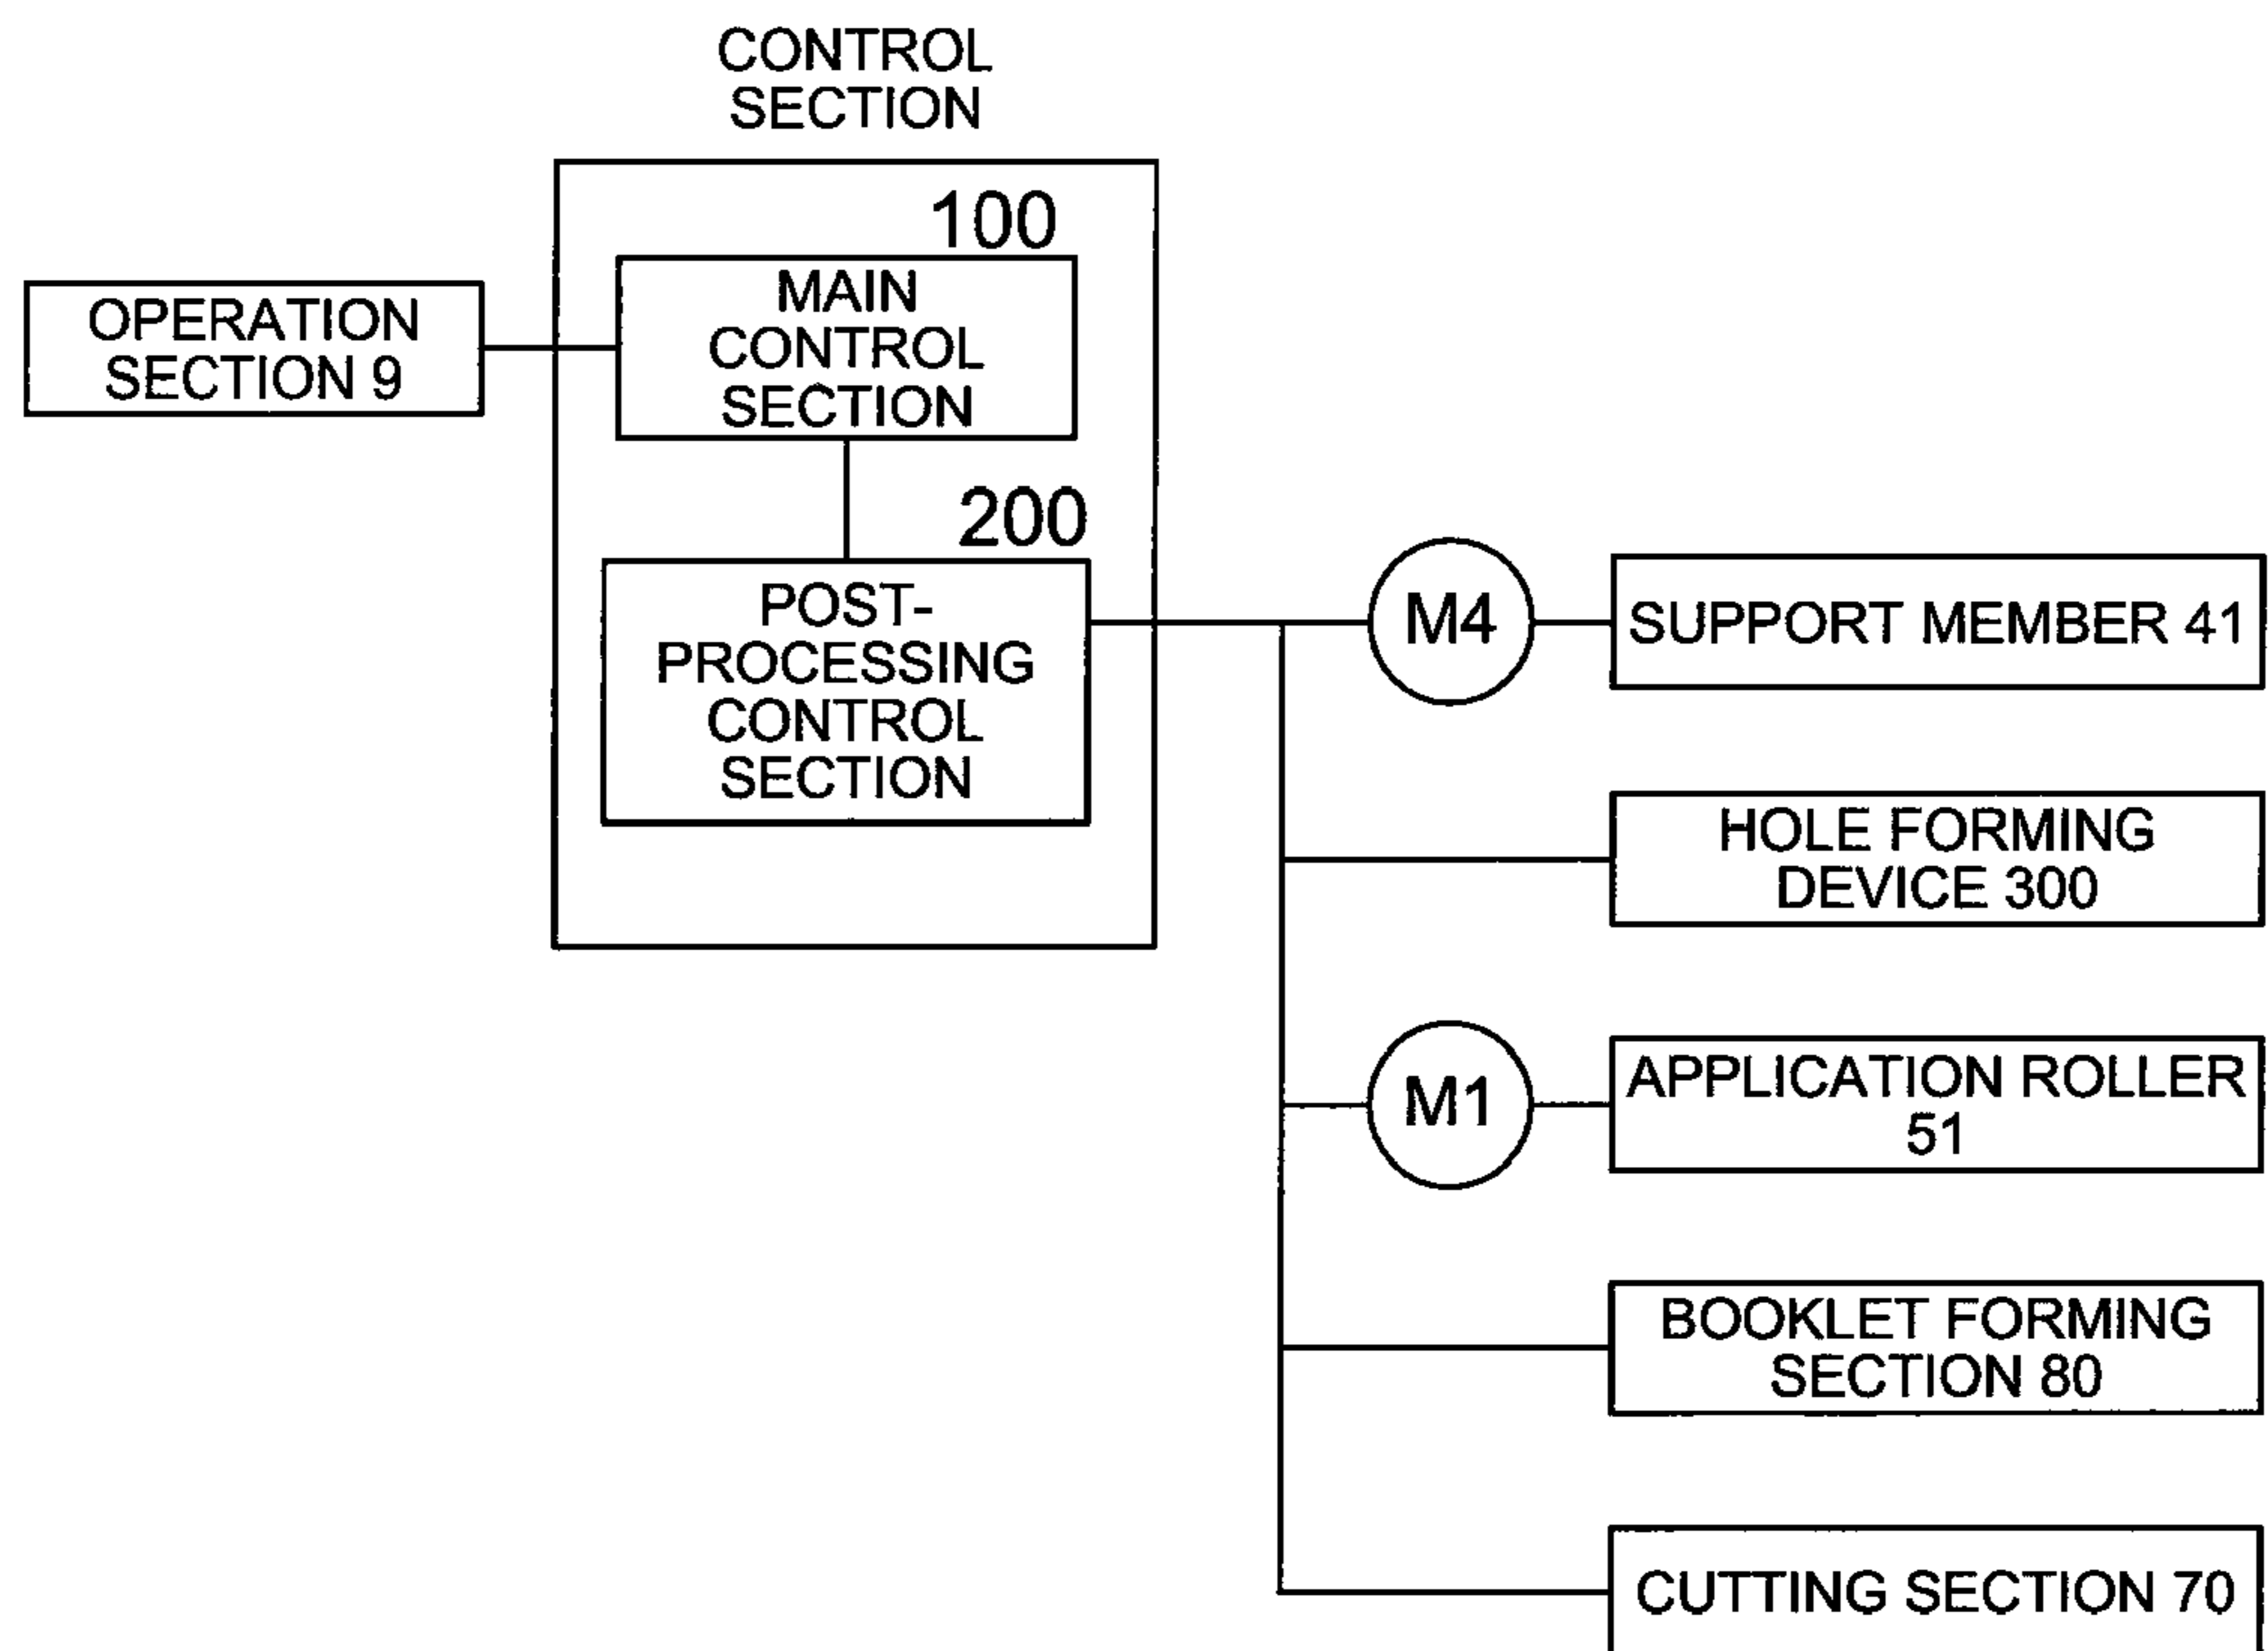 CONTROL
SECTION
100
MAIN
CONTROL
SECTION
OPERATION
SECTION 9
200
POST-
PROCESSING
CONTROL
SECTION
M4
SUPPORT MEMBER 41
HOLE FORMING
DEVICE 300
M1
APPLICATION ROLLER
51
BOOKLET FORMING
SECTION 80
CUTTING SECTION 70